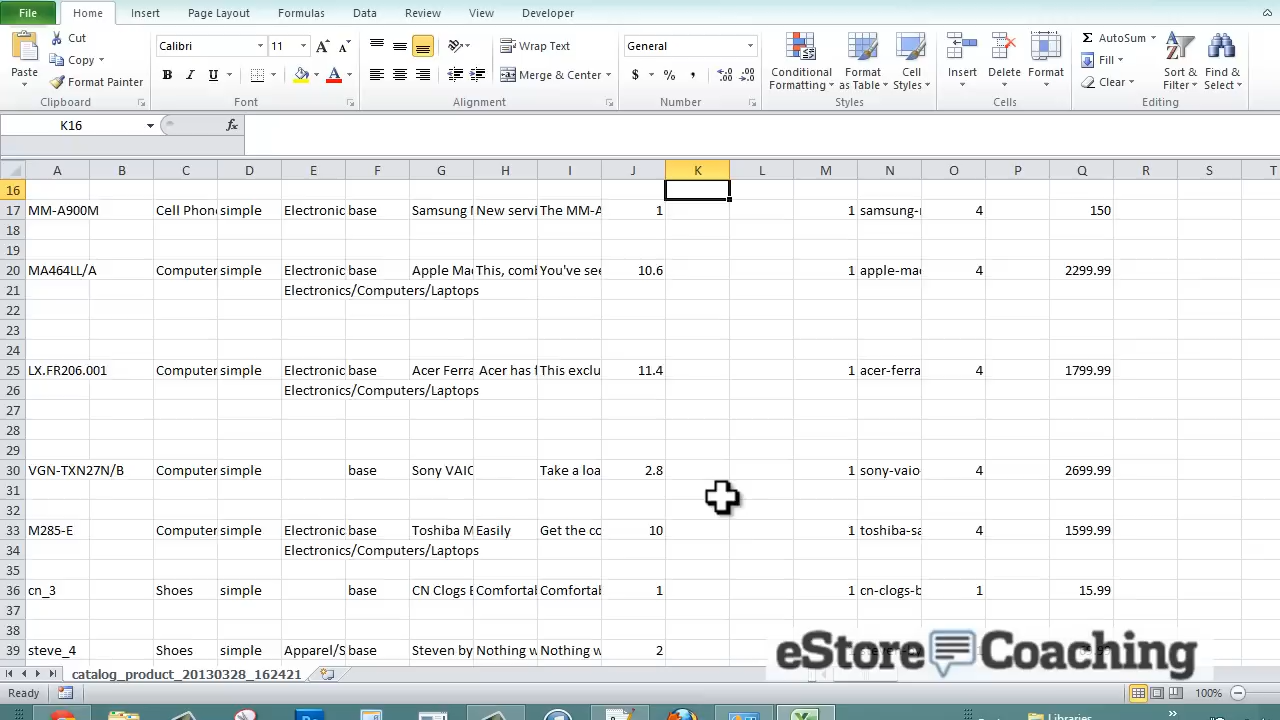 File Home Insert Page Layout Formulas Data Review View Developer
Paste Cut Calibri 11 Wrap Text General Conditional Formatting Format as Table Cell Styles Insert Delete Format AutoSum Sort & Filter Find & Select
Copy Fill
Format Painter B I U Merge & Center $ % , Clear
Clipboard Font Alignment Number Styles Cells Editing
K16 fx
A B C D E F G H I J K L M N O P Q R S T
16
17 MM-A900M Cell Phon simple Electronic base Samsung New servi The MM-A 1 1 samsung- 4 150
18
19
20 MA464LL/A Computer simple Electronic base Apple Mac This, comb You've see 10.6 1 apple-mac 4 2299.99
21 Electronics/Computers/Laptops
22
23
24
25 LX.FR206.001 Computer simple Electronic base Acer Ferra Acer has This exclu 11.4 1 acer-ferra 4 1799.99
26 Electronics/Computers/Laptops
27
28
29
30 VGN-TXN27N/B Computer simple base Sony VAIO Take a loa 2.8 1 sony-vaio 4 2699.99
31
32
33 M285-E Computer simple Electronic base Toshiba M Easily Get the co 10 1 toshiba-sa 4 1599.99
34 Electronics/Computers/Laptops
35
36 cn_3 Shoes simple base CN Clogs B Comfortab Comfortab 1 1 cn-clogs-b 1 15.99
37
38
39 steve_4 Shoes simple Apparel/S base Steven by Nothing w Nothing w 2
eStore Coaching
catalog_product_20130328_162421
Ready 100%
Libraries